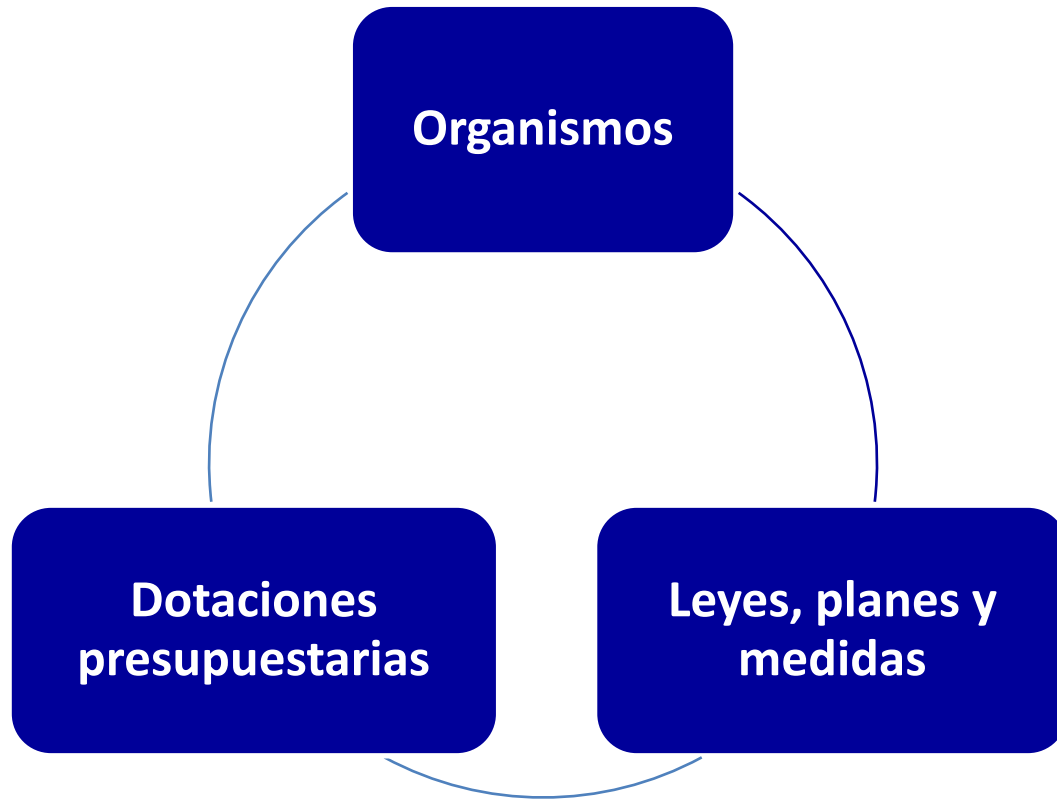 Organismos
Dotaciones
presupuestarias
Leyes, planes y
medidas